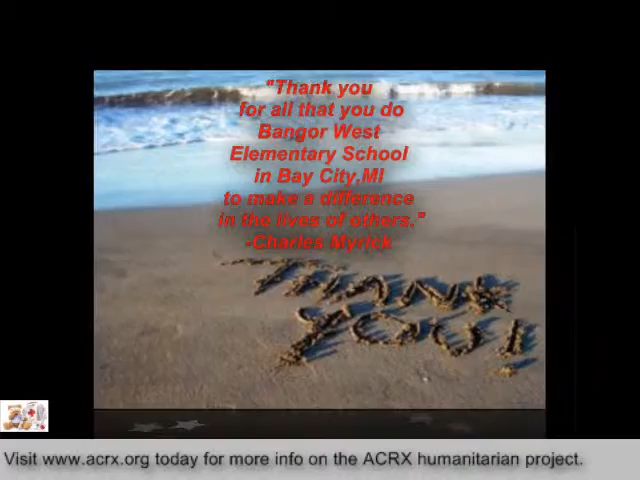 "Thank you
for all that you do
Bangor West
Elementary School
in Bay City,MI
to make a difference
in the lives of others."
-Charles Myrick
THANK
YOU!
Visit www.acrx.org today for more info on the ACRX humanitarian project.